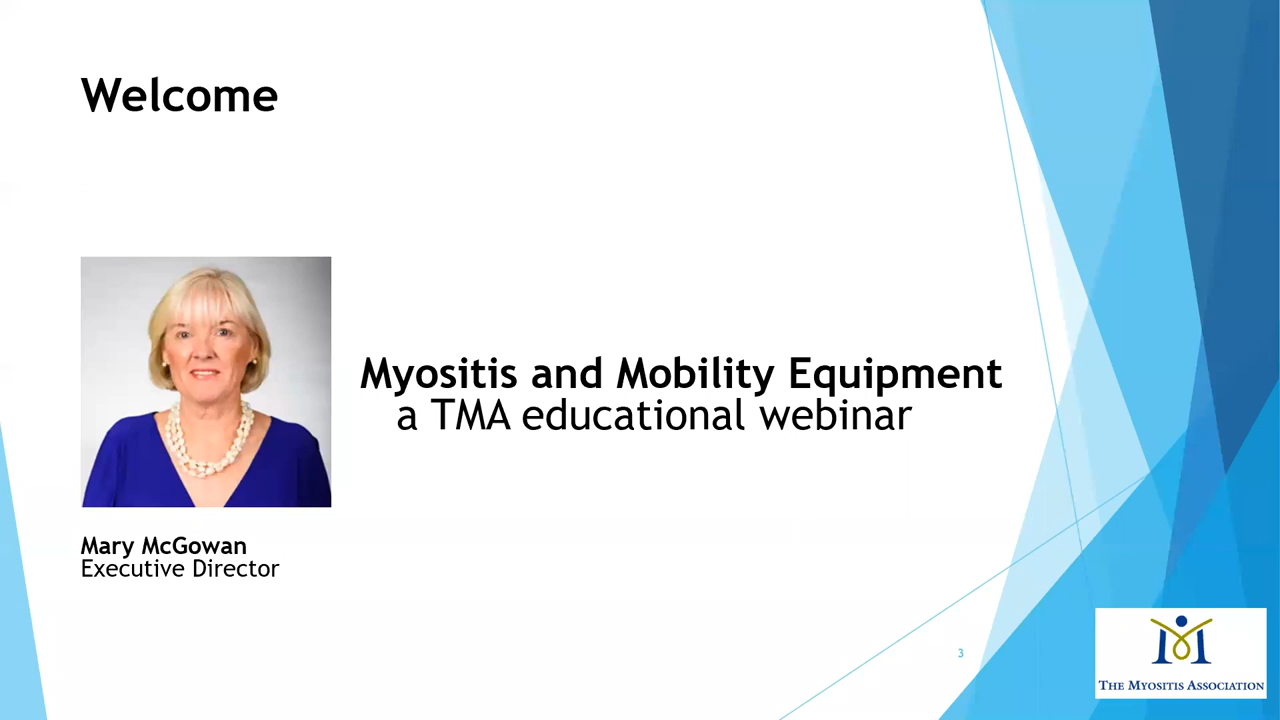 Welcome
Myositis and Mobility Equipment
a TMA educational webinar
Mary McGowan
Executive Director
3
THE MYOSITIS ASSOCIATION